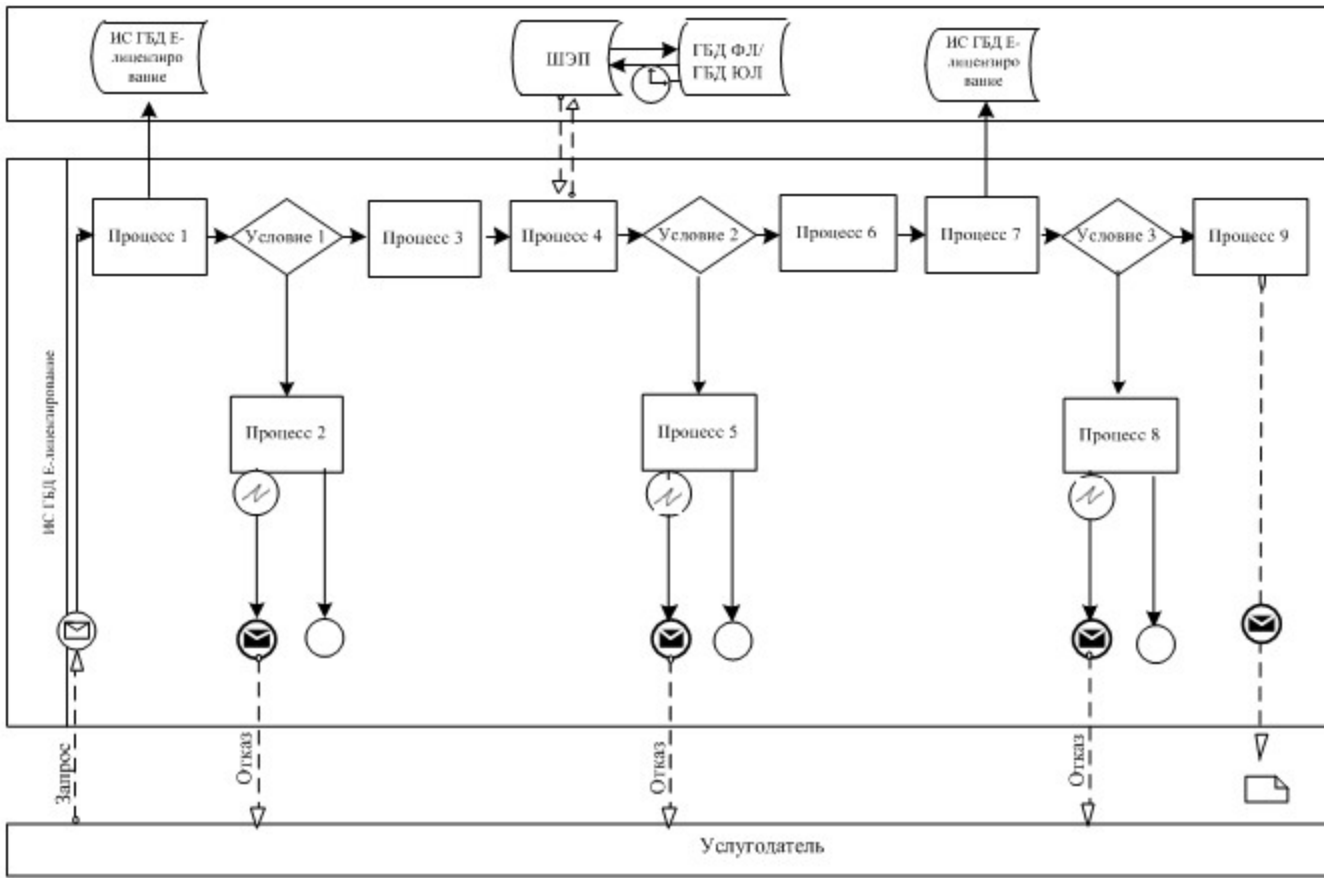 ИС ГБД Е-
лицензиро
вание
ШЭП
ГБД ФЛ/
ГБД ЮЛ
ИС ГБД Е-
лицензиро
вание
Процесс 1
Условие 1
Процесс 3
Процесс 4
Условие 2
Процесс 6
Процесс 7
Условие 3
Процесс 9
ИС ГБД Е-лицензирование
Процесс 2
Процесс 5
Процесс 8
Запрос
Отказ
Отказ
Отказ
Услугодатель